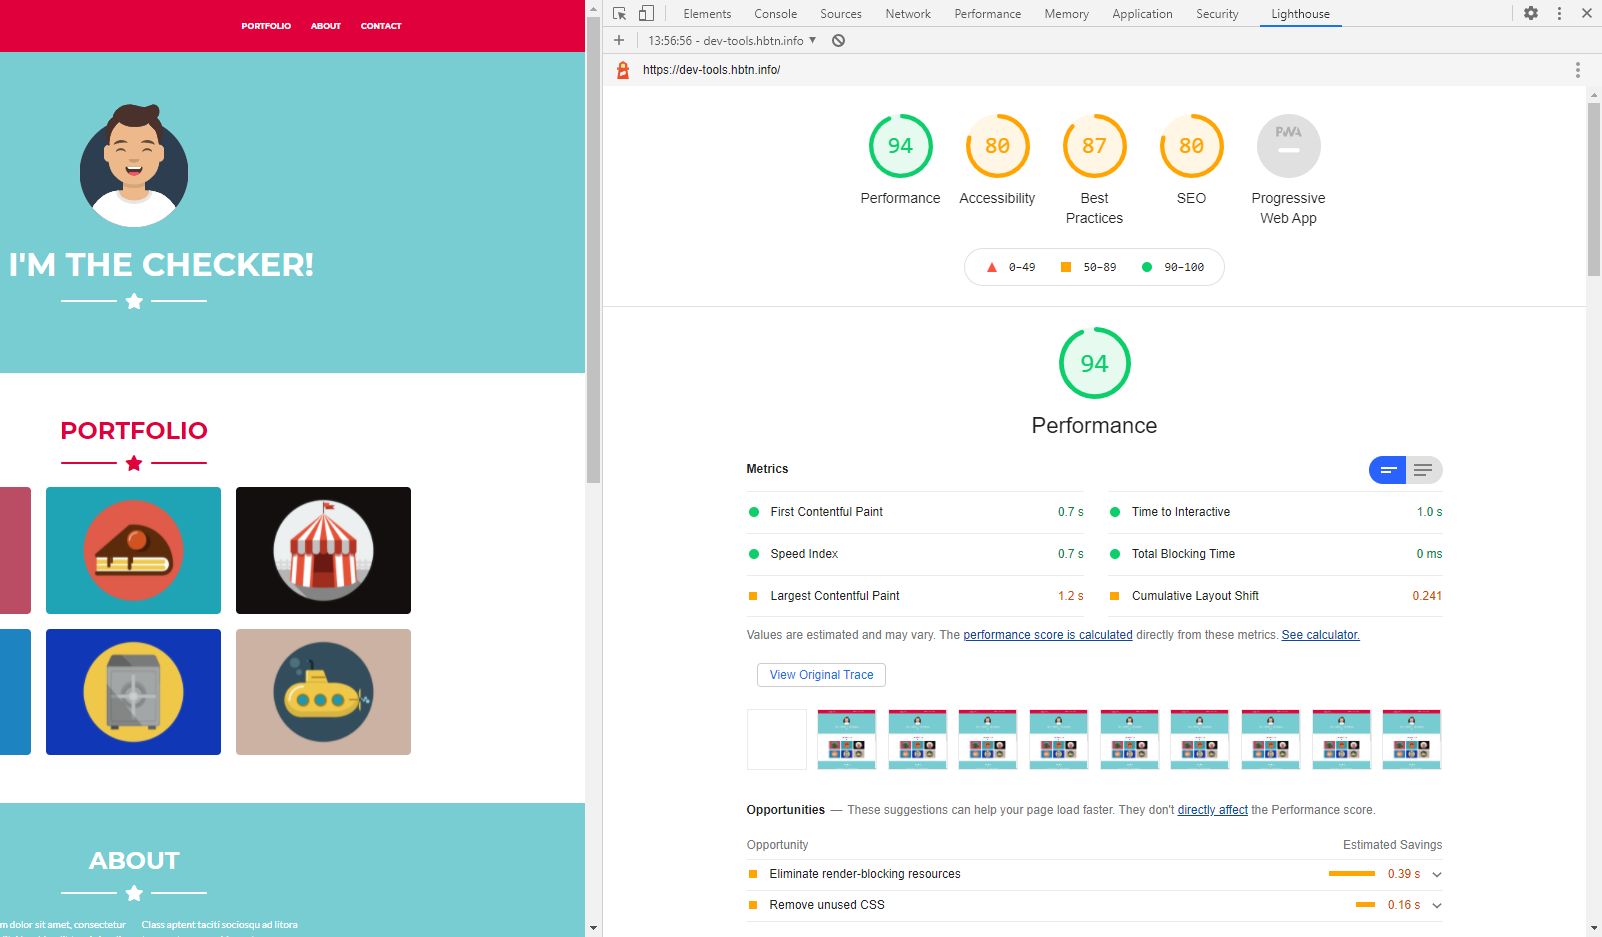 PORTFOLIO ABOUT CONTACT
I'M THE CHECKER!
PORTFOLIO
ABOUT
m dolor sit amet, consectetur
Class aptent taciti sociosqu ad litora
Elements Console Sources Network Performance Memory Application Security Lighthouse
13:56:56 - dev-tools.hbtn.info
https://dev-tools.hbtn.info/
94 80 87 80 PWA
Performance Accessibility Best Practices SEO Progressive Web App
0–49 50–89 90–100
94
Performance
Metrics
First Contentful Paint 0.7 s
Time to Interactive 1.0 s
Speed Index 0.7 s
Total Blocking Time 0 ms
Largest Contentful Paint 1.2 s
Cumulative Layout Shift 0.241
Values are estimated and may vary. The performance score is calculated directly from these metrics. See calculator.
View Original Trace
Opportunities — These suggestions can help your page load faster. They don't directly affect the Performance score.
Opportunity Estimated Savings
Eliminate render-blocking resources 0.39 s
Remove unused CSS 0.16 s